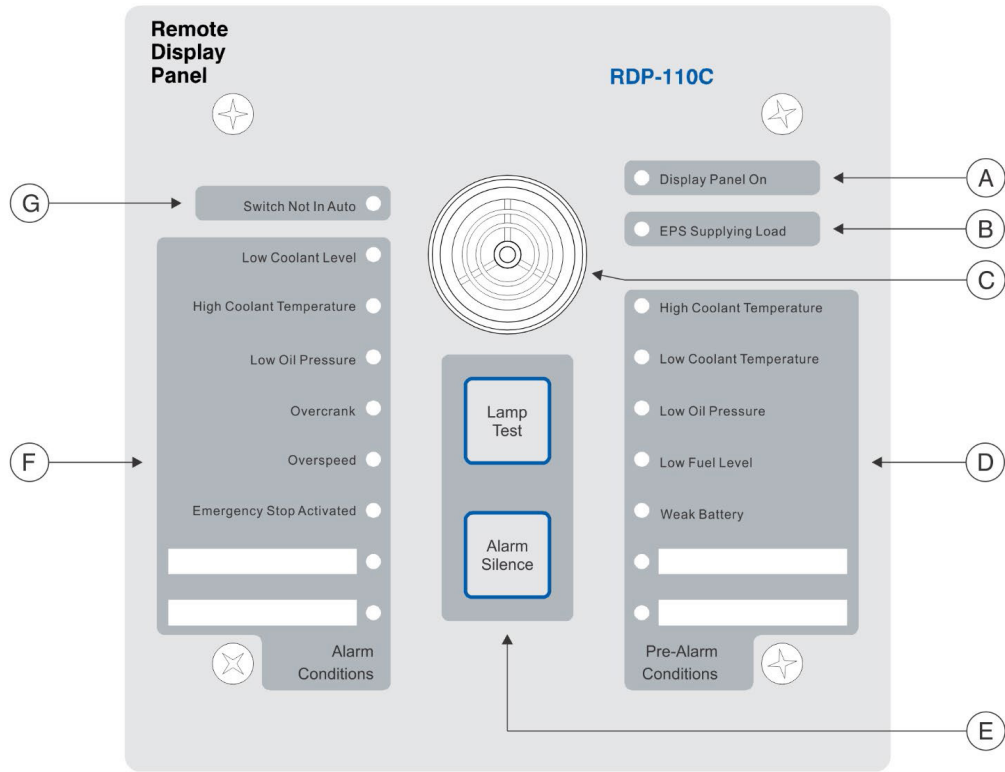 Remote
Display
Panel
RDP-110C
A
Display Panel On
G
Switch Not In Auto
B
EPS Supplying Load
Low Coolant Level
C
High Coolant Temperature
High Coolant Temperature
Low Oil Pressure
Low Coolant Temperature
Lamp
Test
Overcrank
Low Oil Pressure
F
Overspeed
Low Fuel Level
D
Emergency Stop Activated
Weak Battery
Alarm
Silence
Alarm
Conditions
Pre-Alarm
Conditions
E